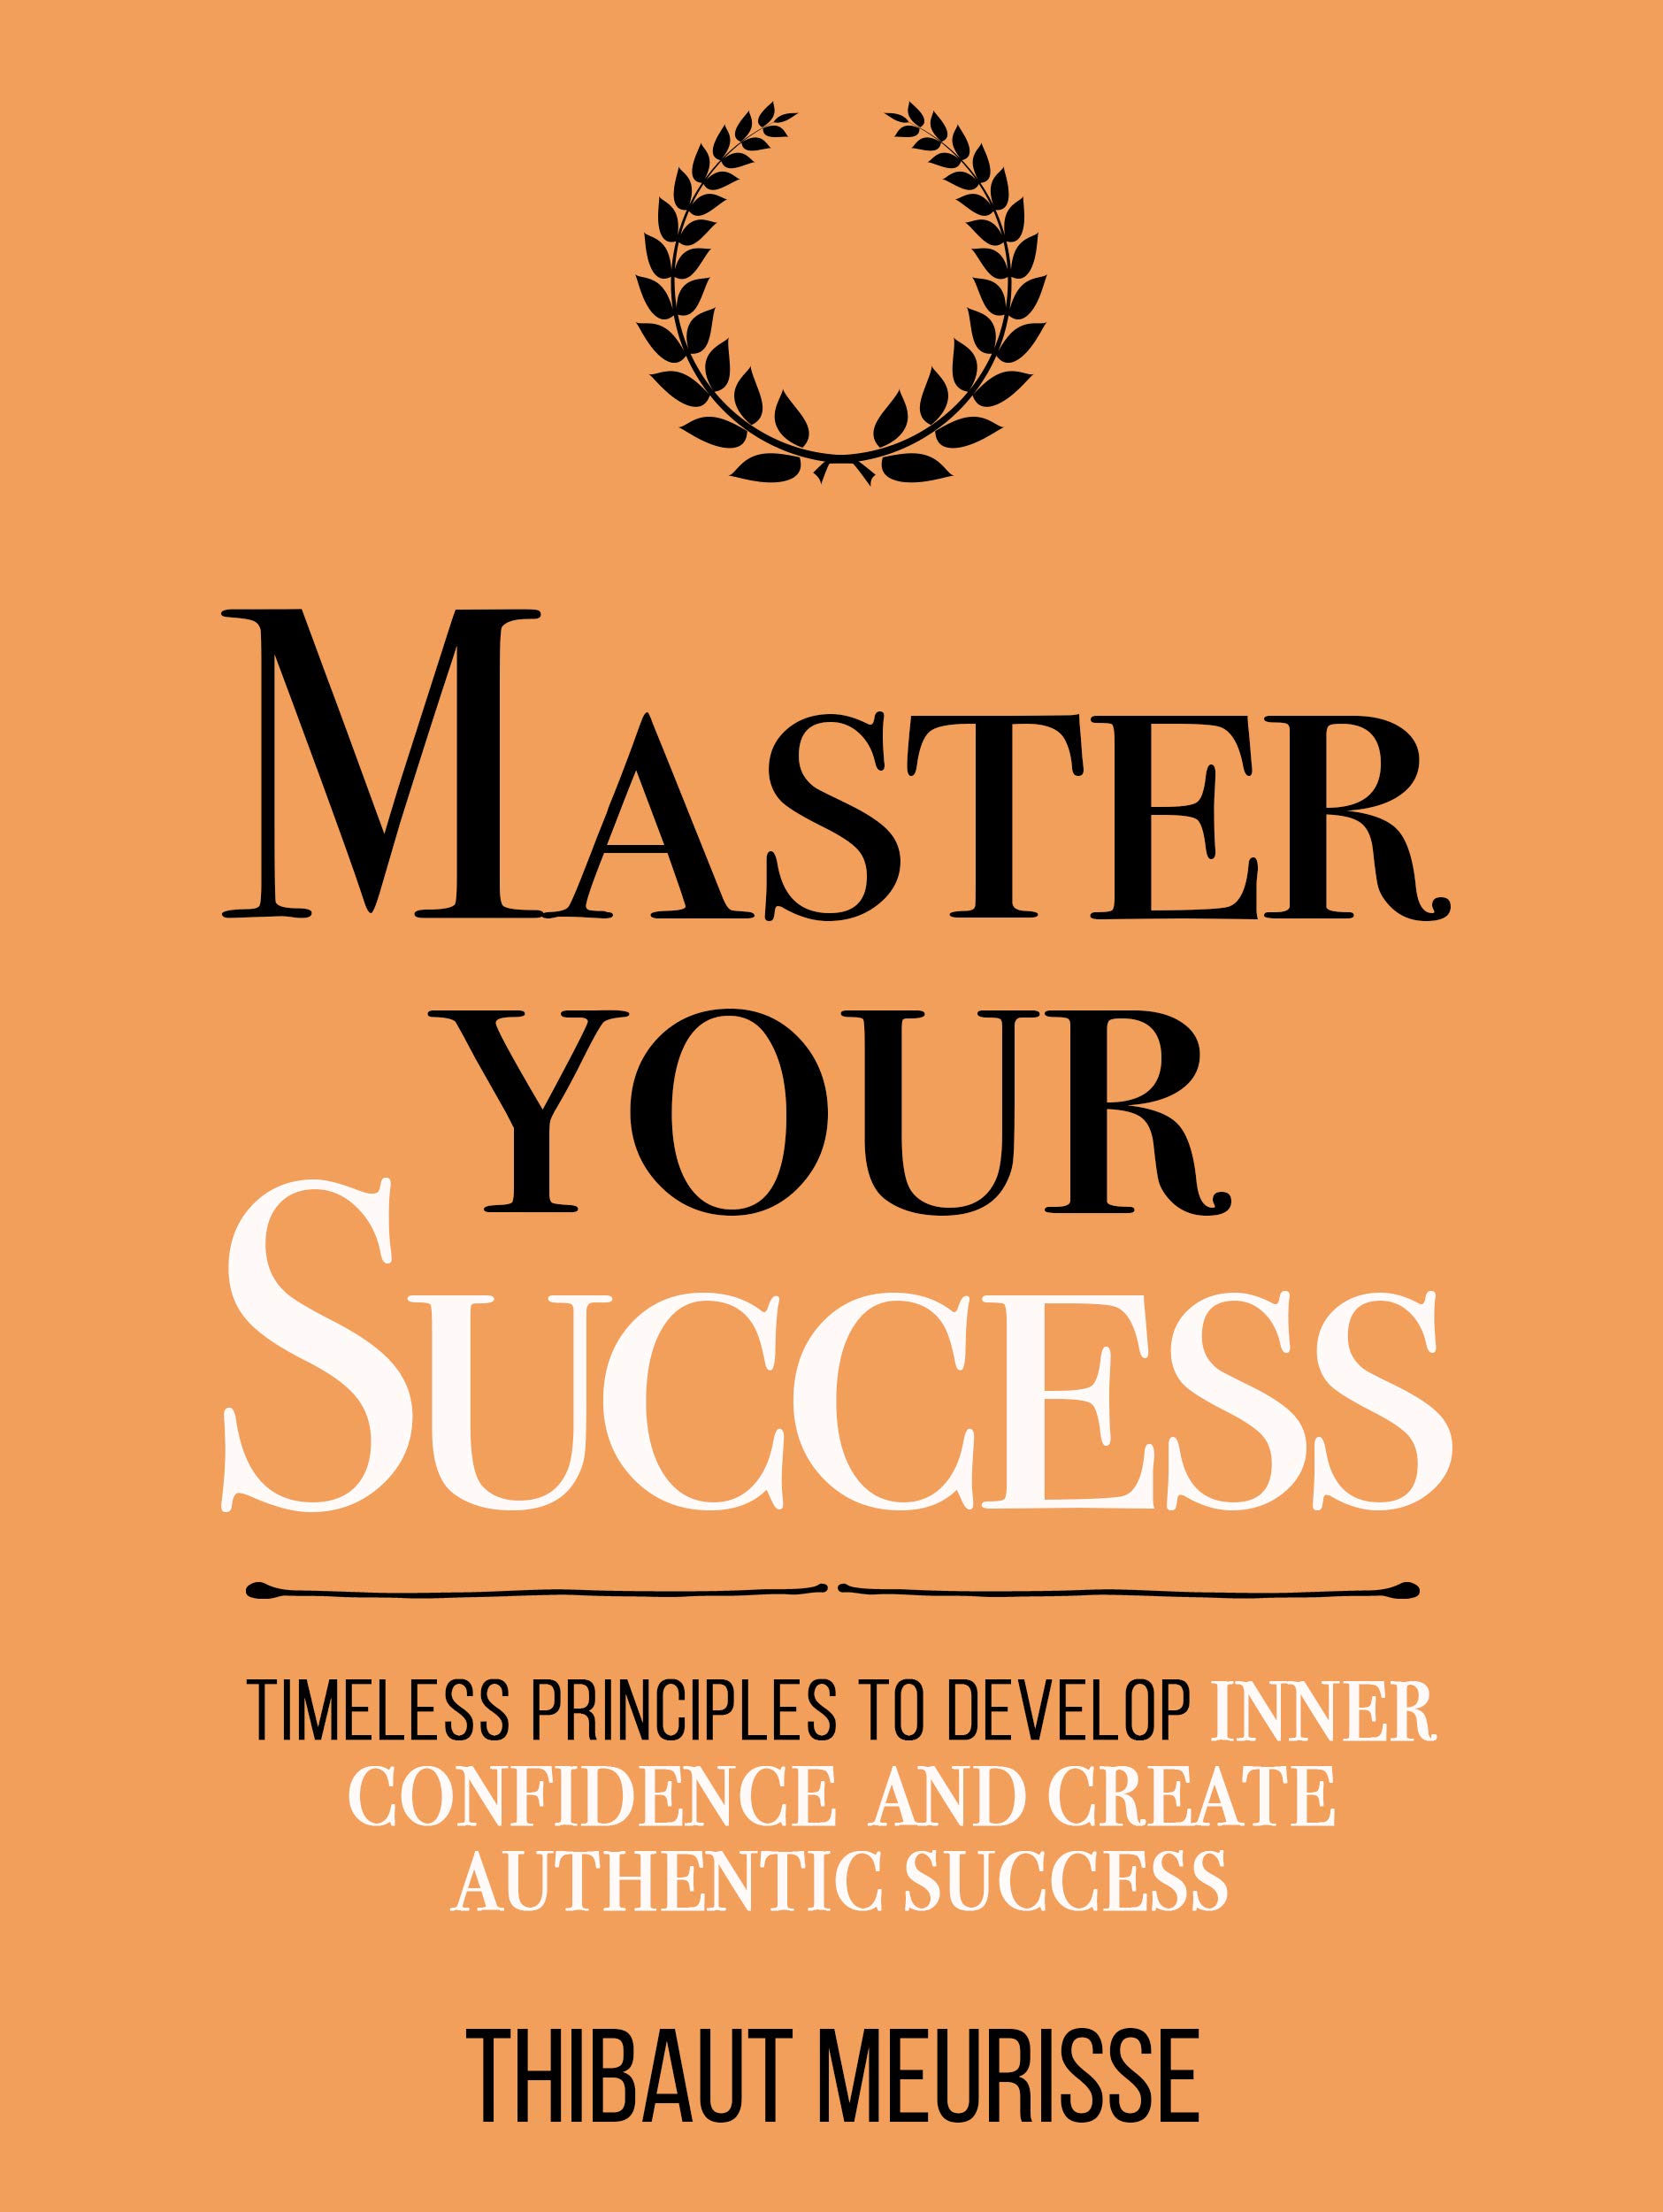 MASTER
YOUR
SUCCESS
TIMELESS PRINCIPLES TO DEVELOP INNER
CONFIDENCE AND CREATE
AUTHENTIC SUCCESS
THIBAUT MEURISSE